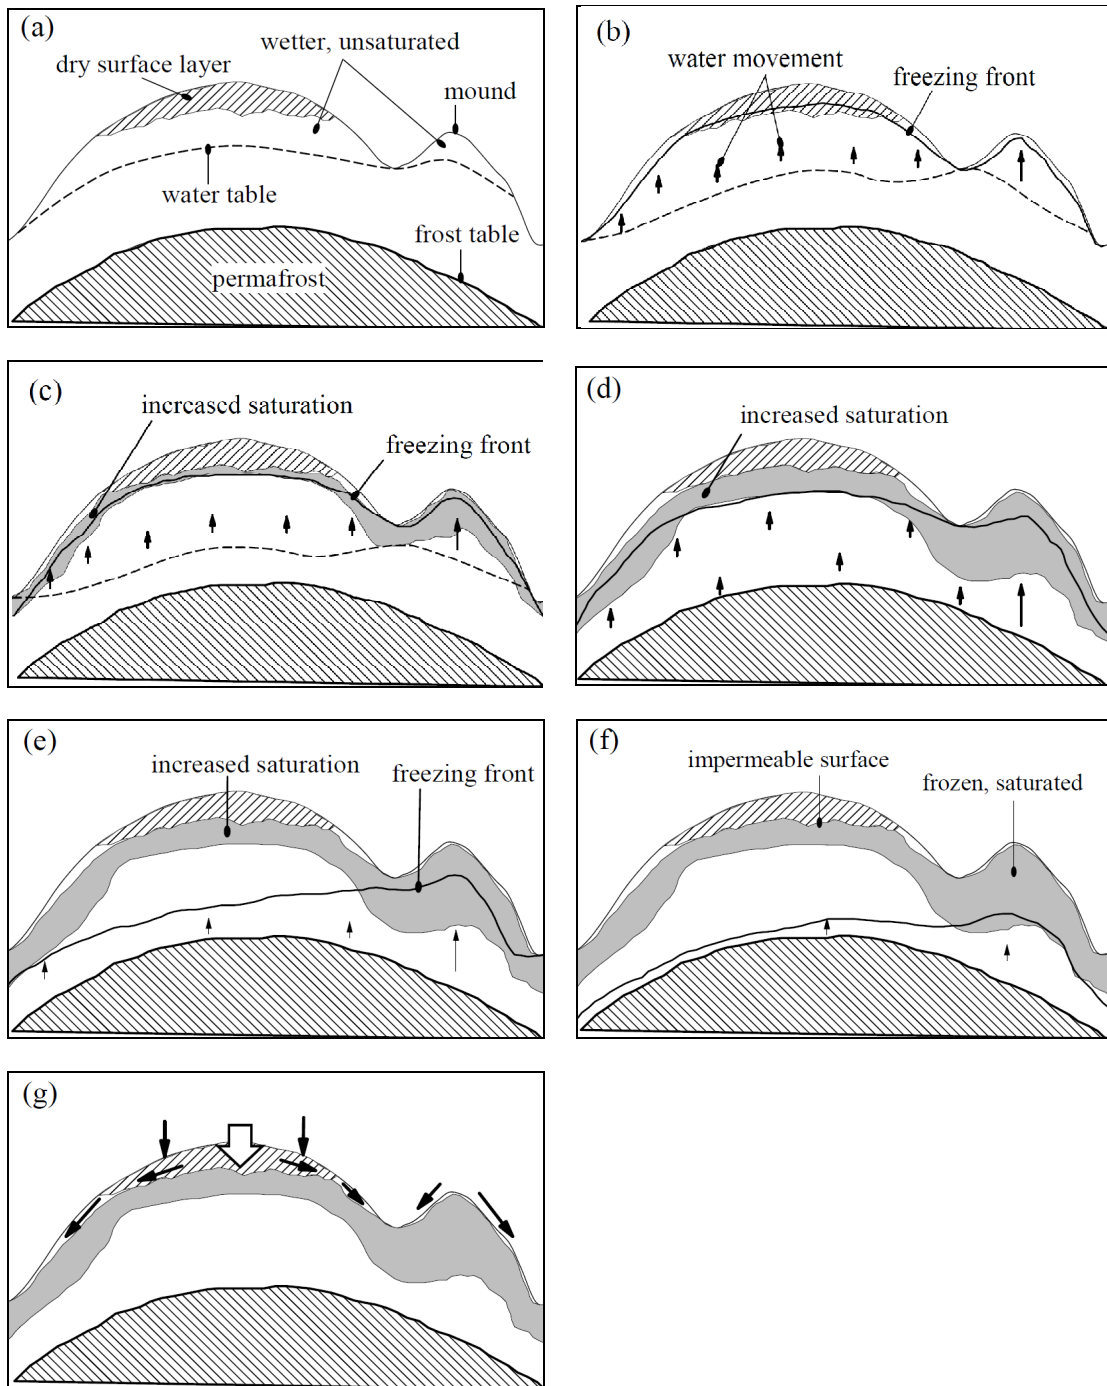 (a)
wetter, unsaturated
dry surface layer
mound
water table
frost table
permafrost
(b)
water movement
freezing front
(c)
increased saturation
freezing front
(d)
increased saturation
(e)
increased saturation
freezing front
(f)
impermeable surface
frozen, saturated
(g)